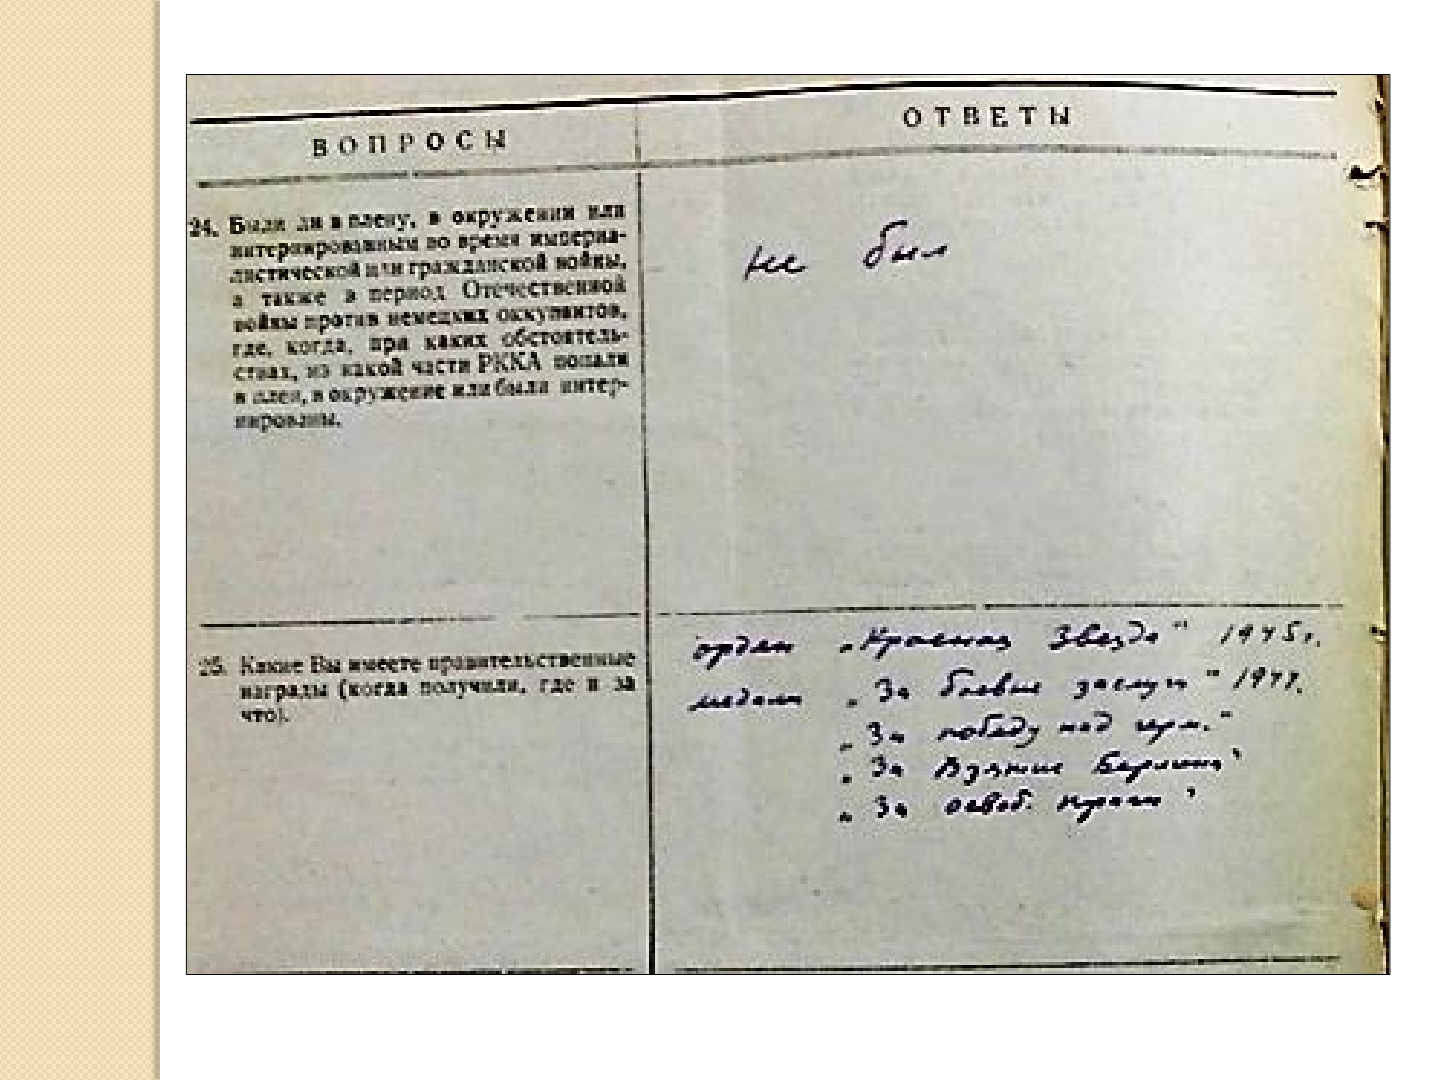 ВОПРОСЫ
ОТВЕТЫ
24. Были ли в плену, в окружении или
интернированным во время империа-
листической или гражданской войны,
а также в период Отечественной
войны против немецких оккупантов,
где, когда, при каких обстоятель-
ствах, из какой части РККА попали
в плен, в окружение или были интер-
нированы.
не был
25. Какие Вы имеете правительственные
награды (когда получили, где и за
что).
орден „Красная Звезда" 1945г.
медали „За боевые заслуги" 1944.
„За победу над герм."
„За Взятие Берлина"
„За освоб. Праги"